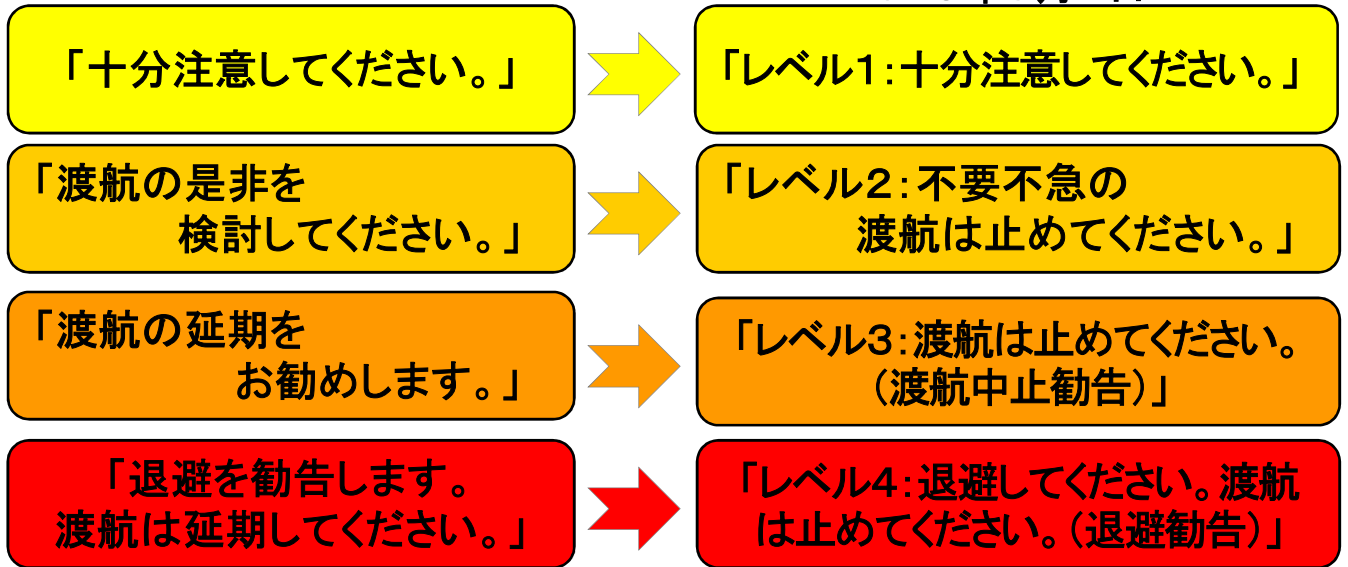 「十分注意してください。」
「レベル１：十分注意してください。」
「渡航の是非を
検討してください。」
「レベル２：不要不急の
渡航は止めてください。」
「渡航の延期を
お勧めします。」
「レベル３：渡航は止めてください。
（渡航中止勧告）」
「退避を勧告します。
渡航は延期してください。」
「レベル４：退避してください。渡航
は止めてください。（退避勧告）」